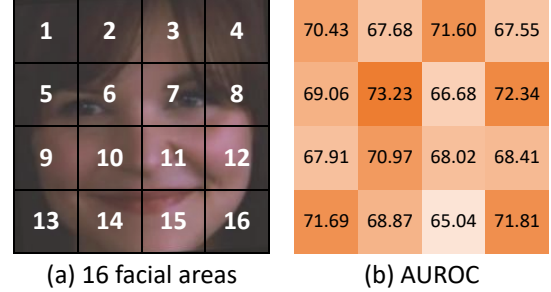 1 2 3 4 70.43 67.68 71.60 67.55
5 6 7 8 69.06 73.23 66.68 72.34
9 10 11 12 67.91 70.97 68.02 68.41
13 14 15 16 71.69 68.87 65.04 71.81
(a) 16 facial areas (b) AUROC